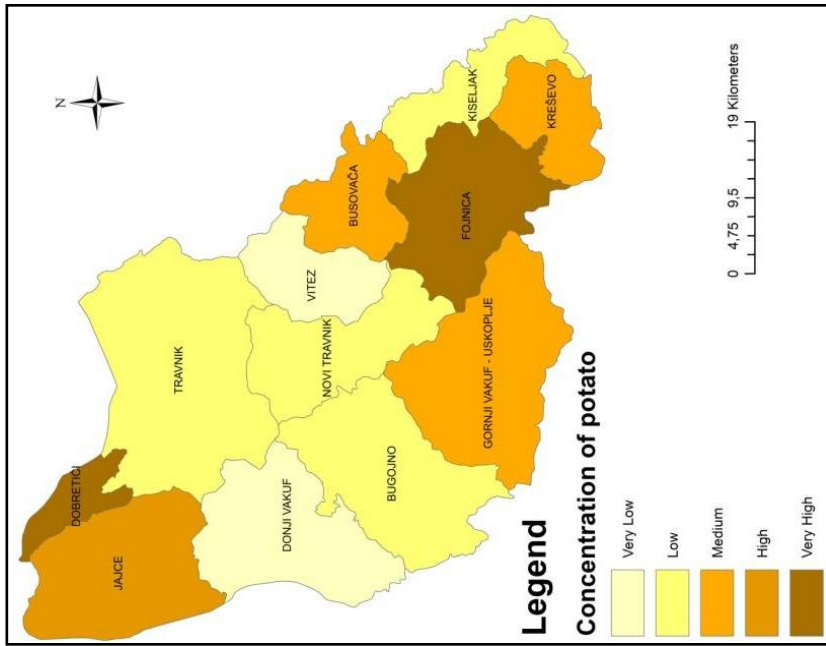 N
DOBRETIĆI
JAJCE
TRAVNIK
DONJI VAKUF
NOVI TRAVNIK
VITEZ
BUSOVAČA
BUGOJNO
KISELJAK
FOJNICA
KREŠEVO
GORNJI VAKUF - USKOPLJE
Legend
Concentration of potato
Very Low
Low
Medium
High
Very High
0 4,75 9,5 19 Kilometers